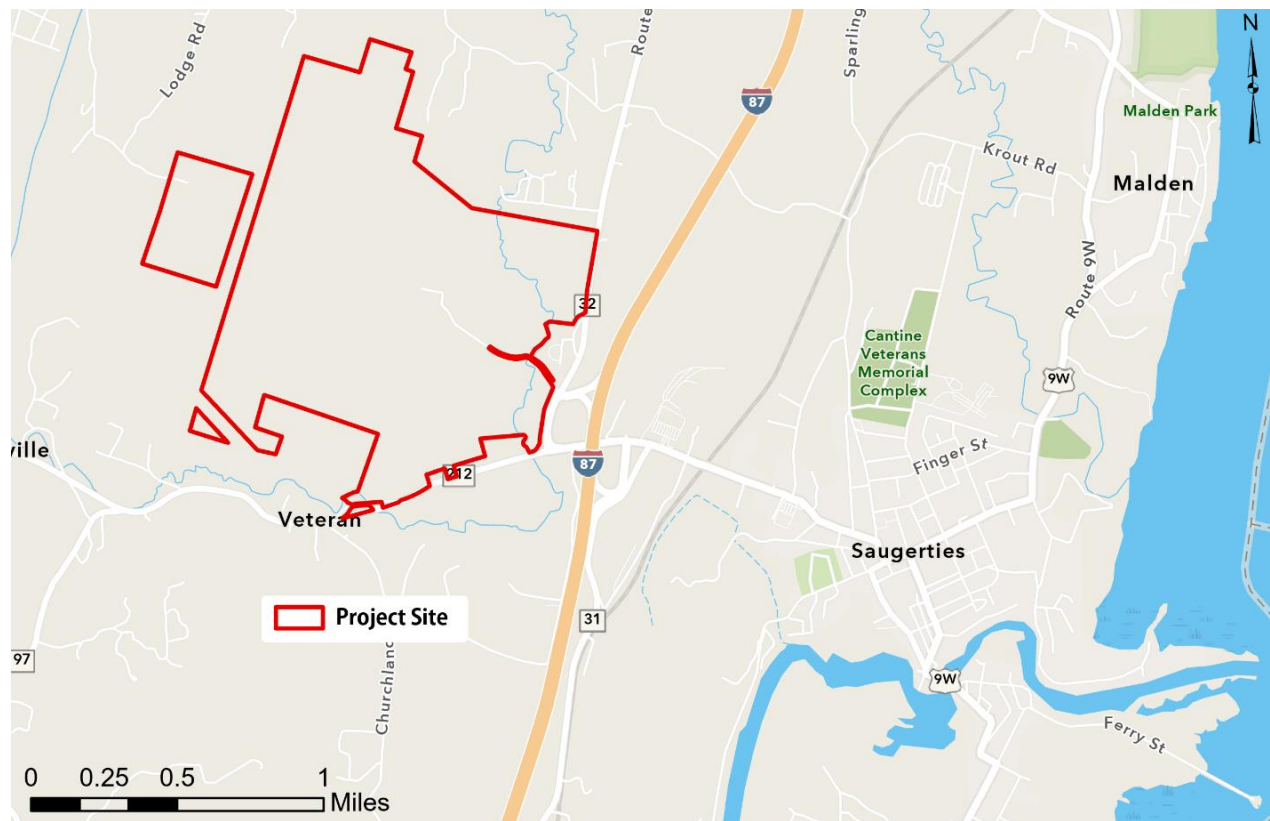 N
Lodge Rd
Route
Sparling
87
Malden Park
Krout Rd
Malden
Route 9W
32
Cantine
Veterans
Memorial
Complex
9W
ville
212
87
Finger St
Veteran
Saugerties
Project Site
31
97
Churchland
9W
Ferry St
0 0.25 0.5 1
Miles